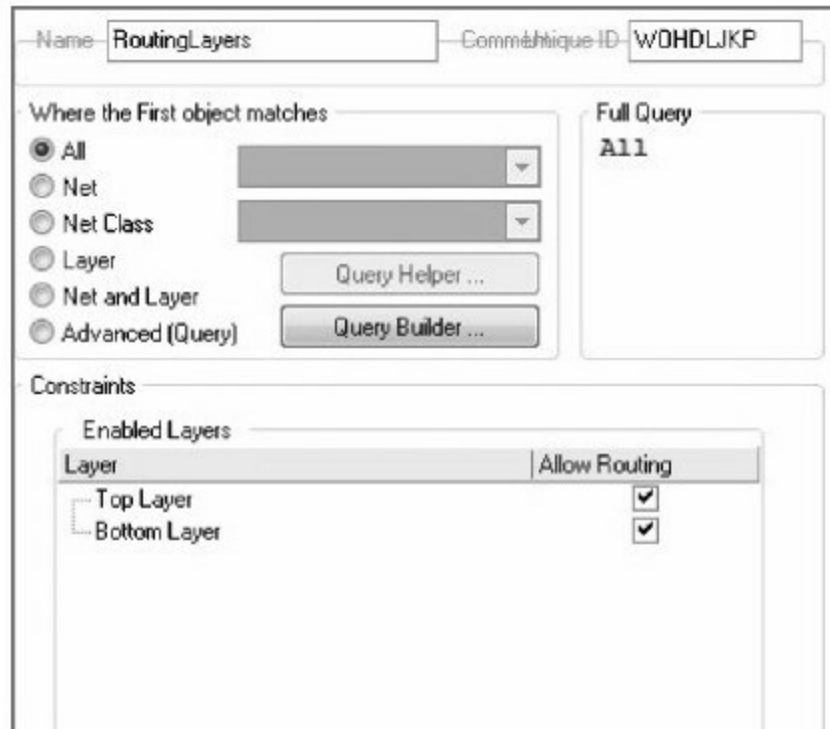 Name RoutingLayers Comment Unique ID WOHDLJKP
Where the First object matches
Full Query
All
All
Net
Net Class
Layer
Query Helper ...
Net and Layer
Advanced (Query)
Query Builder ...
Constraints
Enabled Layers
Layer Allow Routing
Top Layer
Bottom Layer